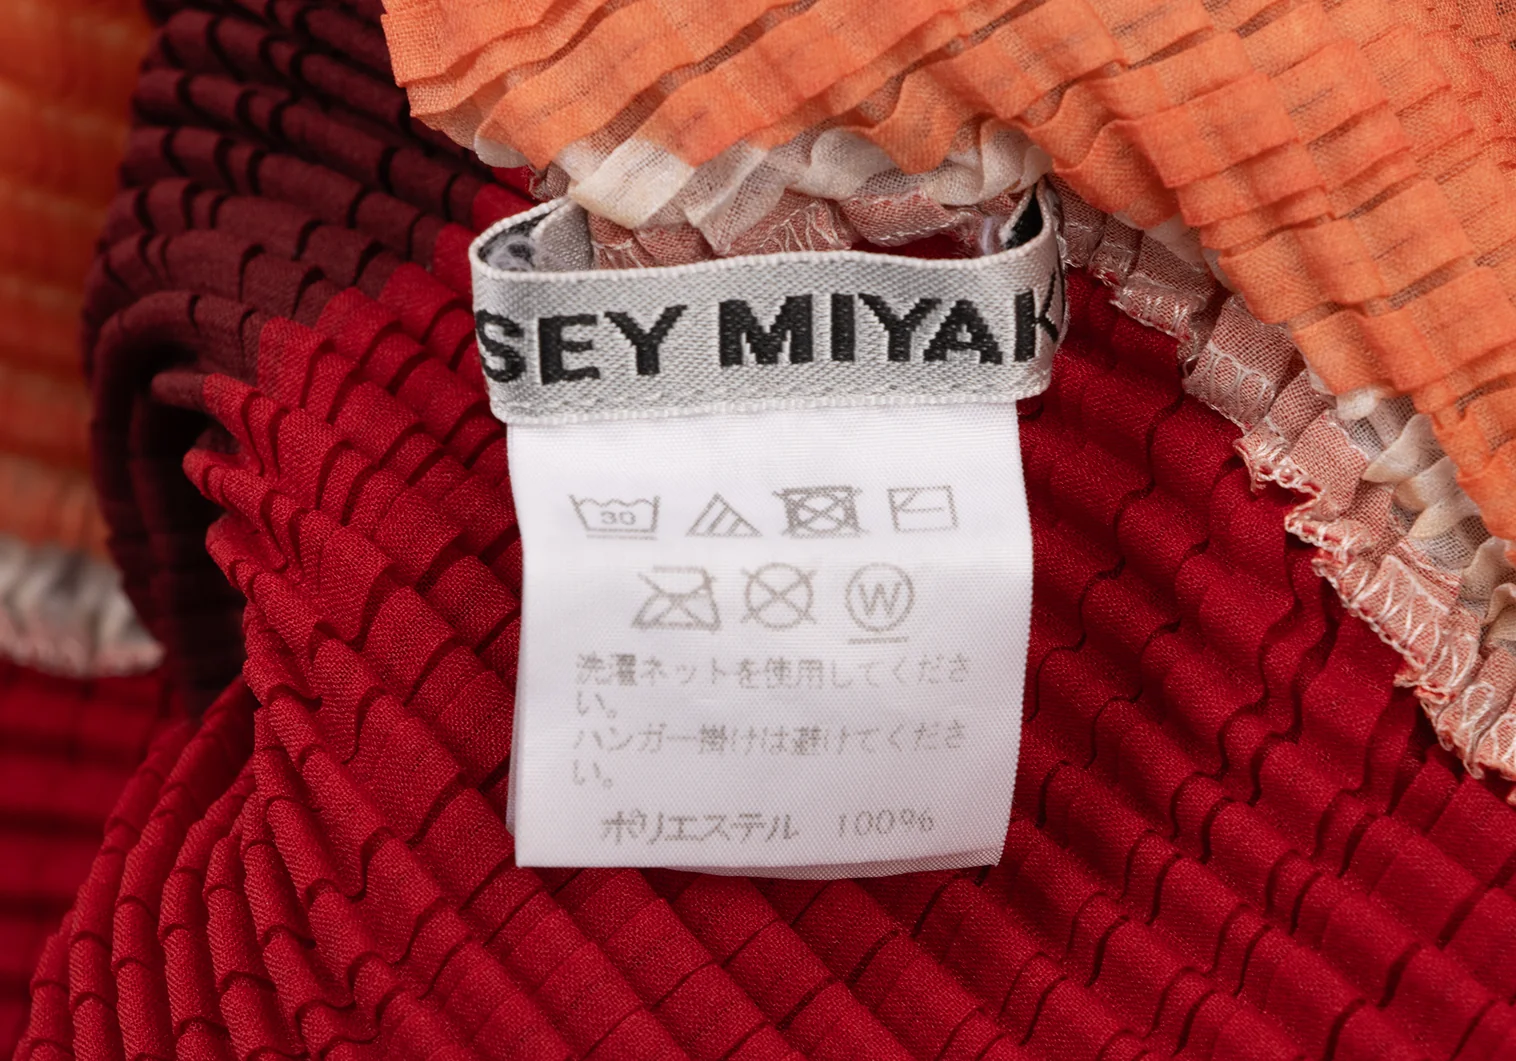 SEY MIYAK
30
W
洗濯ネットを使用してくださ
い。
ハンガー掛けは避けてくださ
い。
ポリエステル 100%